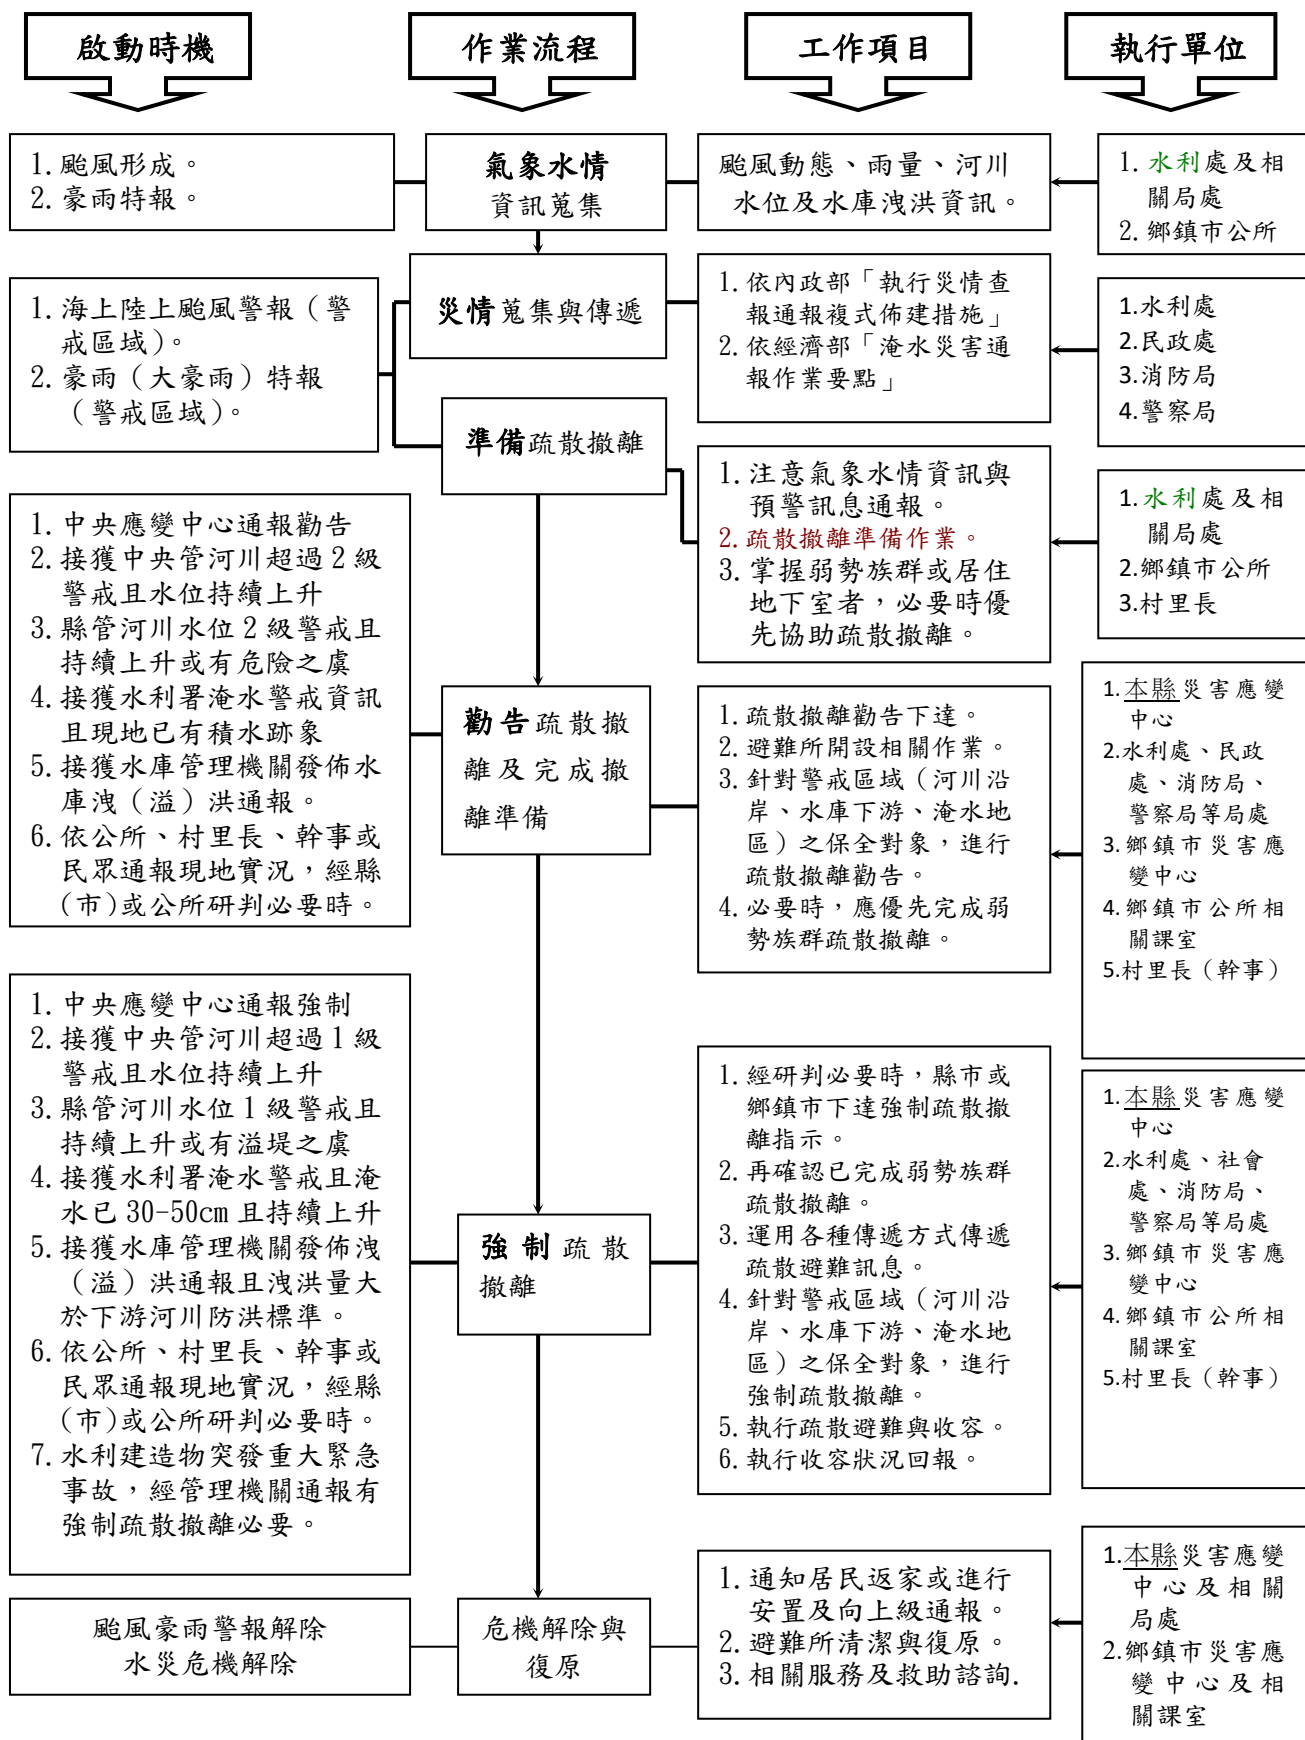 啟動時機
作業流程
工作項目
執行單位
1. 颱風形成。
2. 豪雨特報。
氣象水情
資訊蒐集
颱風動態、雨量、河川
水位及水庫洩洪資訊。
1. 水利處及相
關局處
2. 鄉鎮市公所
1. 海上陸上颱風警報（警
戒區域）。
2. 豪雨（大豪雨）特報
（警戒區域）。
災情蒐集與傳遞
1. 依內政部「執行災情查
報通報複式佈建措施」
2. 依經濟部「淹水災害通
報作業要點」
1.水利處
2.民政處
3.消防局
4.警察局
準備疏散撤離
1. 注意氣象水情資訊與
預警訊息通報。
2. 疏散撤離準備作業。
3. 掌握弱勢族群或居住
地下室者，必要時優
先協助疏散撤離。
1.水利處及相
關局處
2.鄉鎮市公所
3.村里長
1. 中央應變中心通報勸告
2. 接獲中央管河川超過 2 級
警戒且水位持續上升
3. 縣管河川水位 2 級警戒且
持續上升或有危險之虞
4. 接獲水利署淹水警戒資訊
且現地已有積水跡象
5. 接獲水庫管理機關發佈水
庫洩（溢）洪通報。
6. 依公所、村里長、幹事或
民眾通報現地實況，經縣
(市)或公所研判必要時。
勸告疏散撤
離及完成撤
離準備
1. 疏散撤離勸告下達。
2. 避難所開設相關作業。
3. 針對警戒區域（河川沿
岸、水庫下游、淹水地
區）之保全對象，進行
疏散撤離勸告。
4. 必要時，應優先完成弱
勢族群疏散撤離。
1.本縣災害應變
中心
2.水利處、民政
處、消防局、
警察局等局處
3.鄉鎮市災害應
變中心
4.鄉鎮市公所相
關課室
5.村里長（幹事）
1. 中央應變中心通報強制
2. 接獲中央管河川超過 1 級
警戒且水位持續上升
3. 縣管河川水位 1 級警戒且
持續上升或有溢堤之虞
4. 接獲水利署淹水警戒且淹
水已 30-50cm 且持續上升
5. 接獲水庫管理機關發佈洩
（溢）洪通報且洩洪量大
於下游河川防洪標準。
6. 依公所、村里長、幹事或
民眾通報現地實況，經縣
(市)或公所研判必要時。
7. 水利建造物突發重大緊急
事故，經管理機關通報有
強制疏散撤離必要。
強制疏散
撤離
1. 經研判必要時，縣市或
鄉鎮市下達強制疏散撤
離指示。
2. 再確認已完成弱勢族群
疏散撤離。
3. 運用各種傳遞方式傳遞
疏散避難訊息。
4. 針對警戒區域（河川沿
岸、水庫下游、淹水地
區）之保全對象，進行
強制疏散撤離。
5. 執行疏散避難與收容。
6. 執行收容狀況回報。
1.本縣災害應變
中心
2.水利處、社會
處、消防局、
警察局等局處
3.鄉鎮市災害應
變中心
4.鄉鎮市公所相
關課室
5.村里長（幹事）
颱風豪雨警報解除
水災危機解除
危機解除與
復原
1. 通知居民返家或進行
安置及向上級通報。
2. 避難所清潔與復原。
3. 相關服務及救助諮詢.
1.本縣災害應變
中心及相關
局處
2.鄉鎮市災害應
變中心及相
關課室